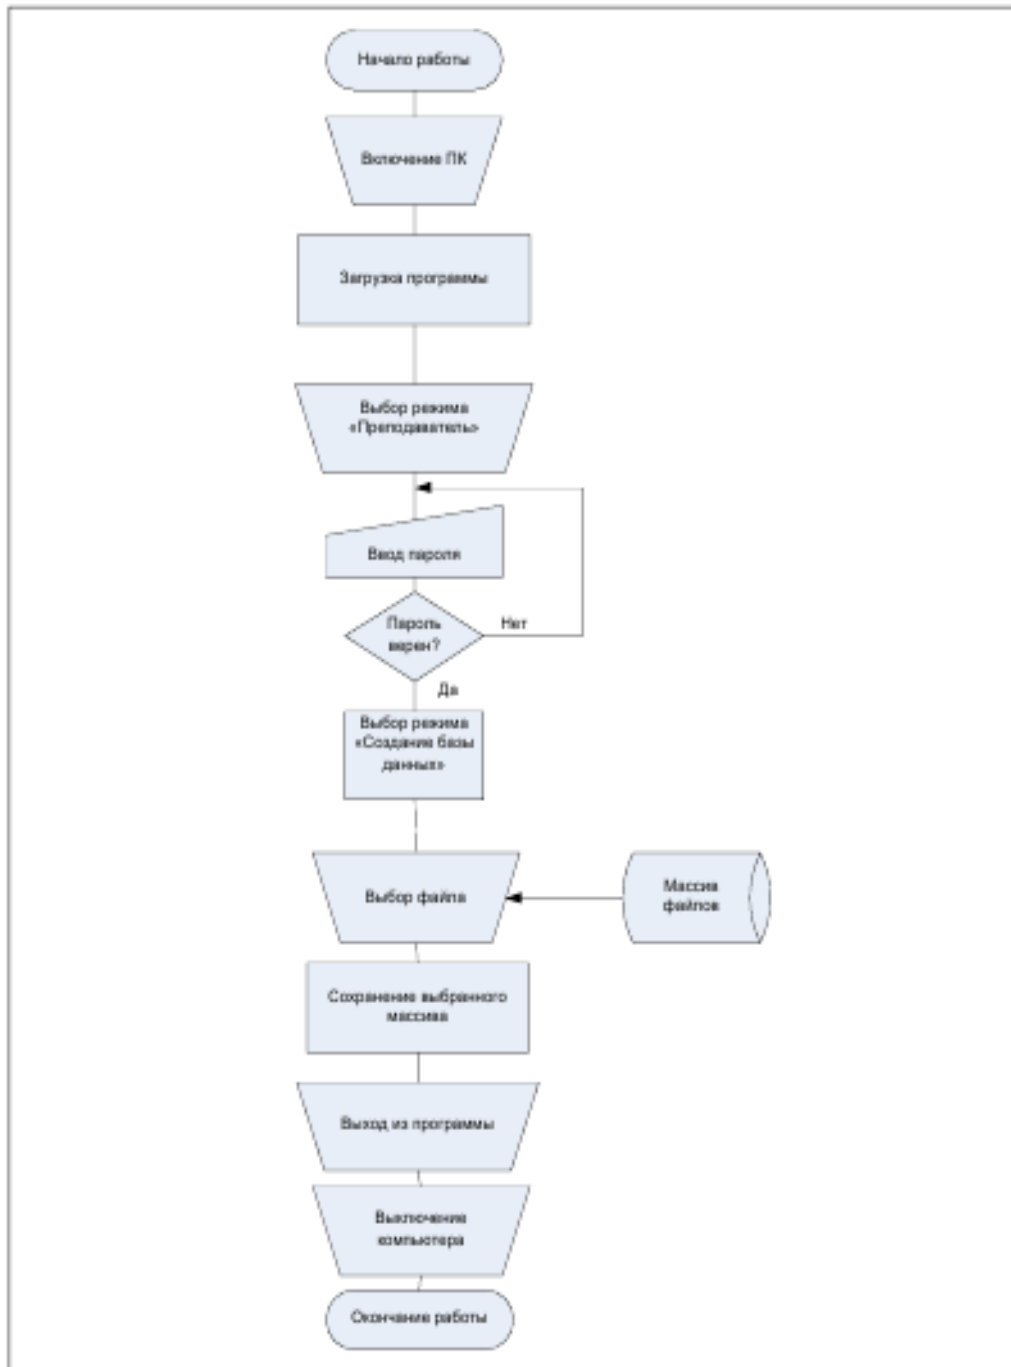 Начало работы
Включение ПК
Загрузка программы
Выбор режима
«Преподаватель»
Ввод пароля
Пароль
верен?
Нет
Да
Выбор режима
«Создание базы
данных»
Выбор файла
Массив
файлов
Сохранение выбранного
массива
Выход из программы
Выключение
компьютера
Окончание работы